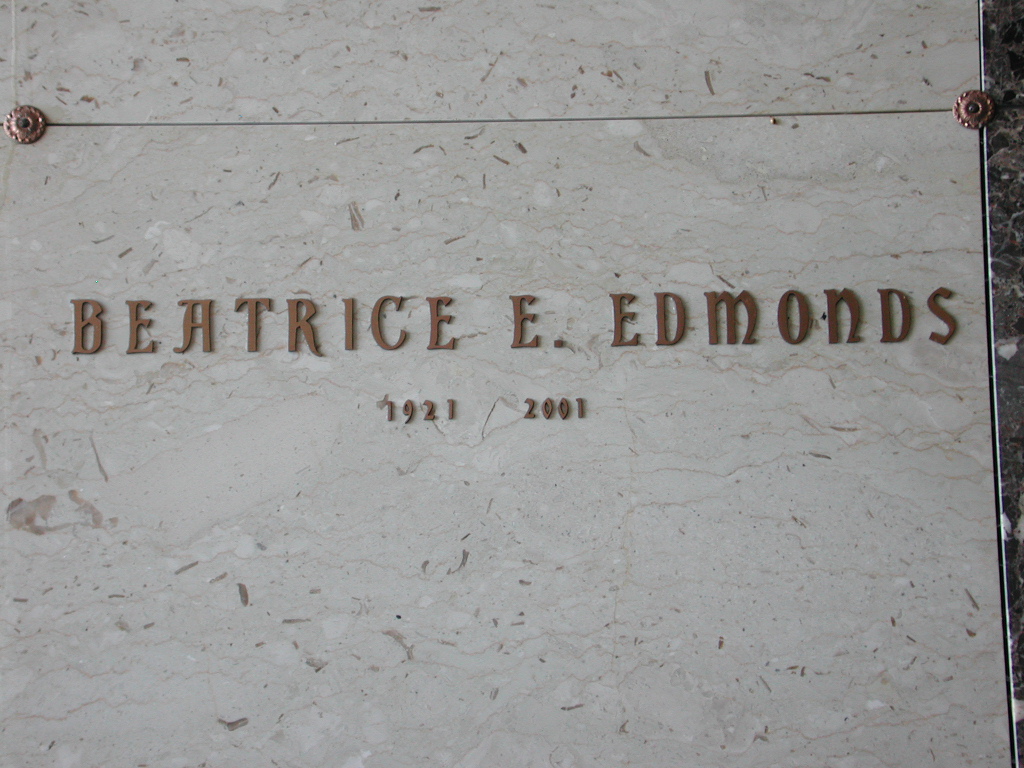 BEATRICE E. EDMONDS
1921 2001